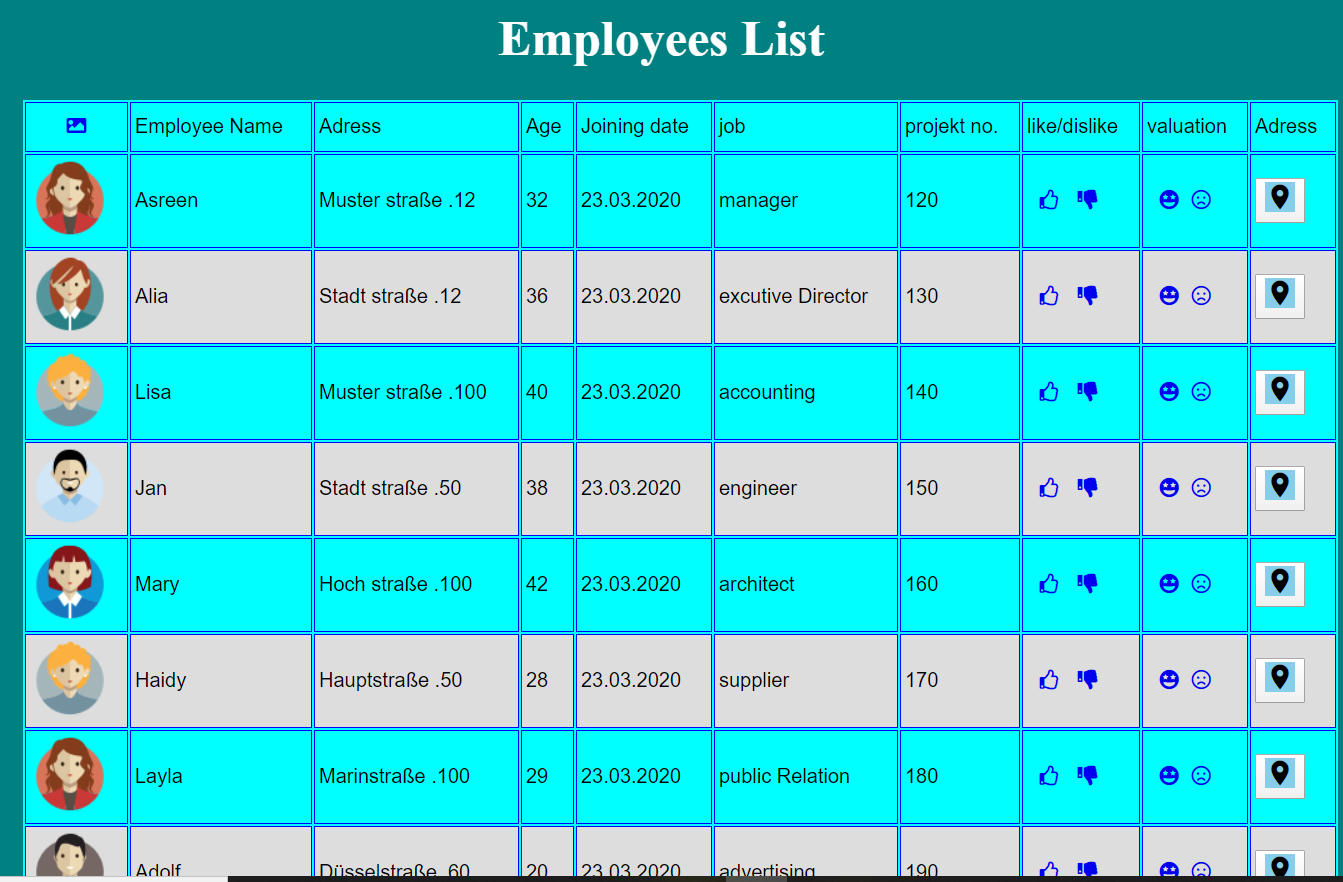 Employees List
Employee Name Adress Age Joining date job projekt no. like/dislike valuation Adress
Asreen Muster straße .12 32 23.03.2020 manager 120
Alia Stadt straße .12 36 23.03.2020 excutive Director 130
Lisa Muster straße .100 40 23.03.2020 accounting 140
Jan Stadt straße .50 38 23.03.2020 engineer 150
Mary Hoch straße .100 42 23.03.2020 architect 160
Haidy Hauptstraße .50 28 23.03.2020 supplier 170
Layla Marinstraße .100 29 23.03.2020 public Relation 180
Adolf Düsselstraße .60 20 23.03.2020 advertising 190